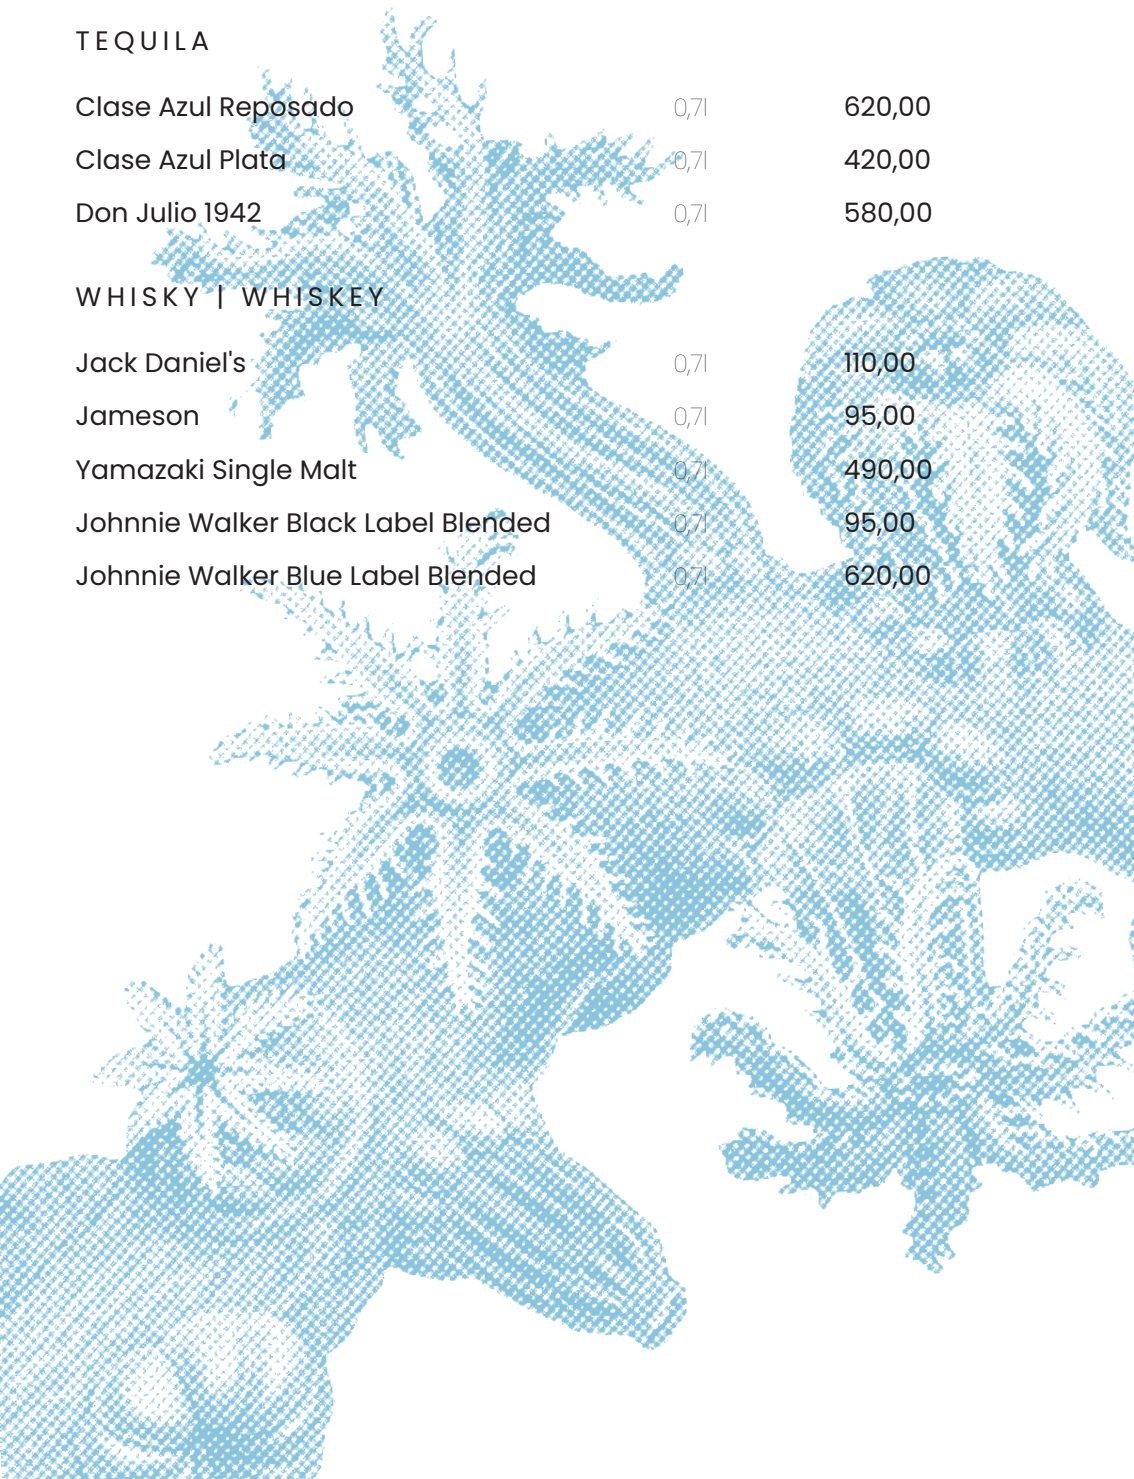 TEQUILA
Clase Azul Reposado 0,7l 620,00
Clase Azul Plata 0,7l 420,00
Don Julio 1942 0,7l 580,00
WHISKY | WHISKEY
Jack Daniel's 0,7l 110,00
Jameson 0,7l 95,00
Yamazaki Single Malt 0,7l 490,00
Johnnie Walker Black Label Blended 0,7l 95,00
Johnnie Walker Blue Label Blended 0,7l 620,00